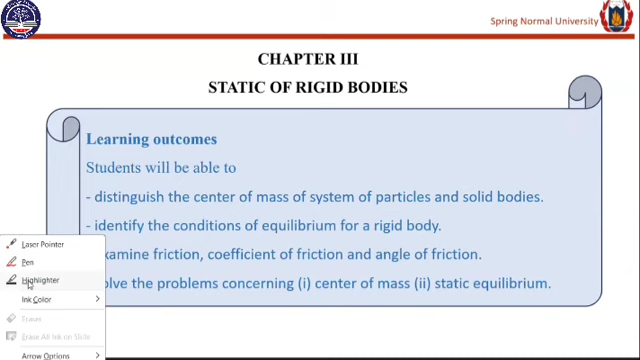 Spring Normal University
CHAPTER III
STATIC OF RIGID BODIES
Learning outcomes
Students will be able to
- distinguish the center of mass of system of particles and solid bodies.
- identify the conditions of equilibrium for a rigid body.
xamine friction, coefficient of friction and angle of friction.
olve the problems concerning (i) center of mass (ii) static equilibrium.
Laser Pointer
Pen
Highlighter
Ink Color
Eraser
Erase All Ink on Slide
Arrow Options